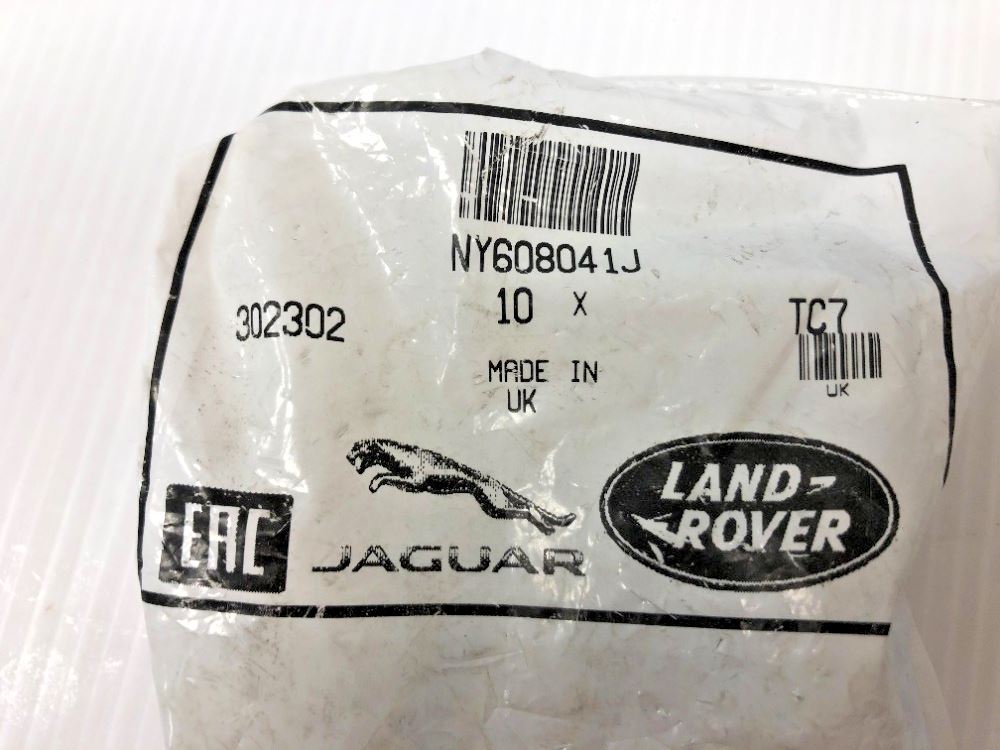 NY608041J
302302
10 X
TC7
MADE IN
UK
UK
EAC
JAGUAR
LAND-
ROVER